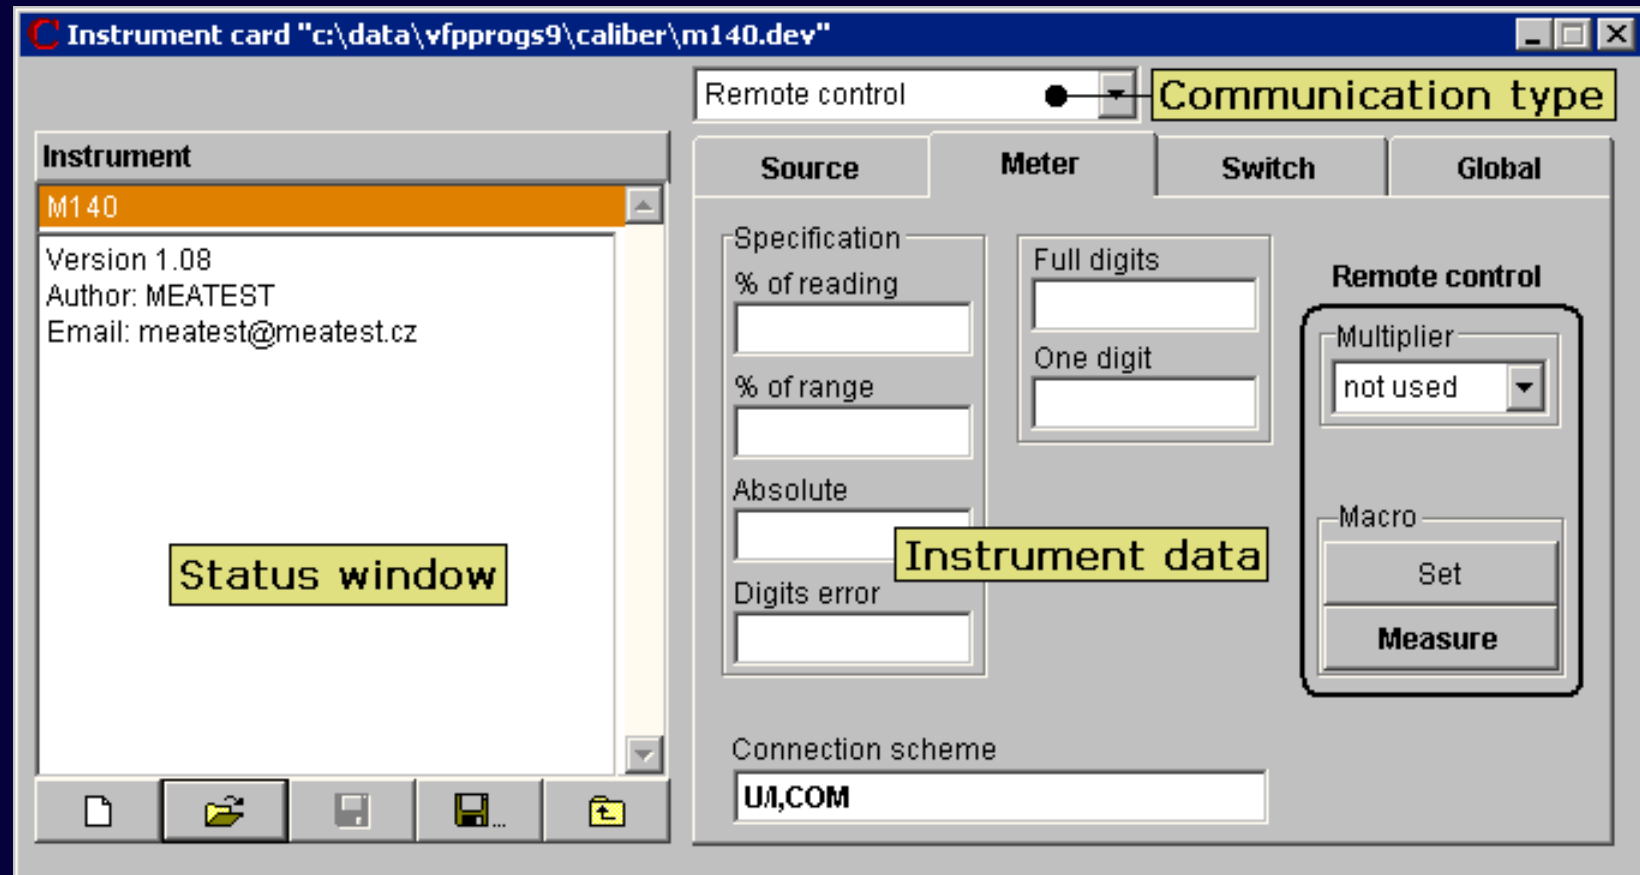 Instrument card "c:\data\vfpprogs9\caliber\m140.dev"
Remote control
Communication type
Instrument
M140
Version 1.08
Author: MEATEST
Email: meatest@meatest.cz
Status window
Source
Meter
Switch
Global
Specification
% of reading
% of range
Absolute
Digits error
Full digits
One digit
Instrument data
Remote control
Multiplier
not used
Macro
Set
Measure
Connection scheme
U/I,COM